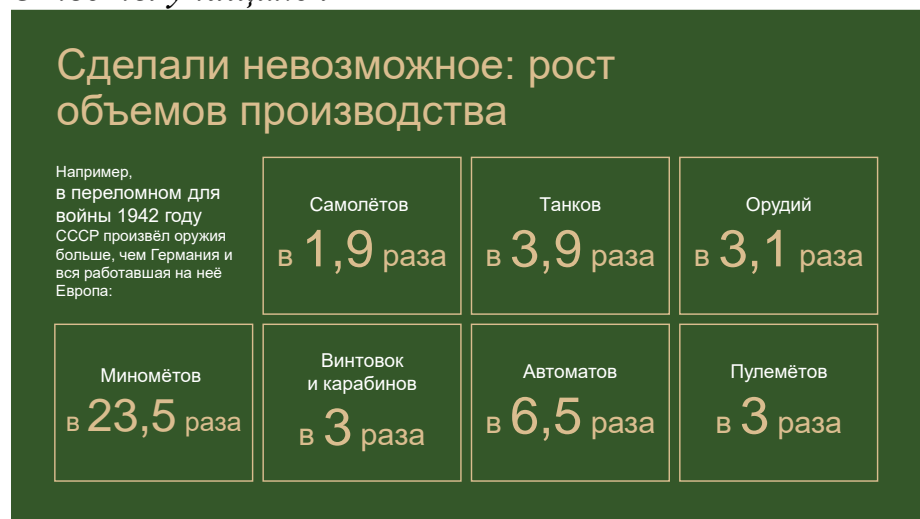 Сделали невозможное: рост
объемов производства
Например,
в переломном для
войны 1942 году
СССР произвёл оружия
больше, чем Германия и
вся работавшая на неё
Европа:
Самолётов
в 1,9 раза
Танков
в 3,9 раза
Орудий
в 3,1 раза
Миномётов
в 23,5 раза
Винтовок
и карабинов
в 3 раза
Автоматов
в 6,5 раза
Пулемётов
в 3 раза